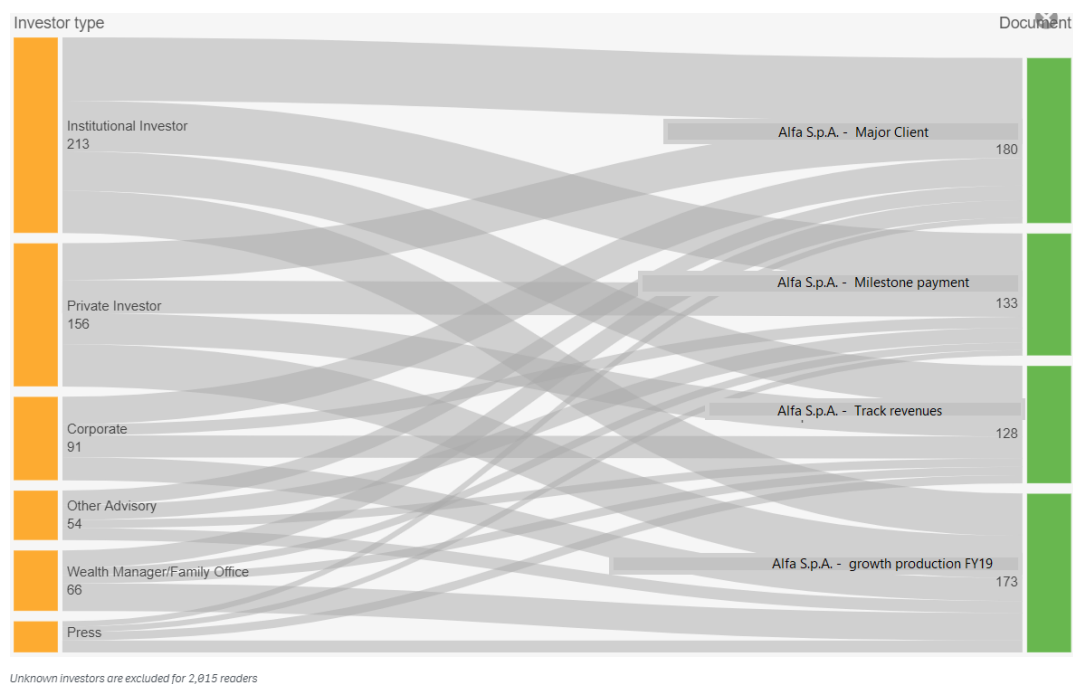 Investor type
Document
Institutional Investor
213
Alfa S.p.A. - Major Client
180
Private Investor
156
Alfa S.p.A. - Milestone payment
133
Corporate
91
Alfa S.p.A. - Track revenues
128
Other Advisory
54
Wealth Manager/Family Office
66
Alfa S.p.A. - growth production FY19
173
Press
Unknown investors are excluded for 2,015 readers